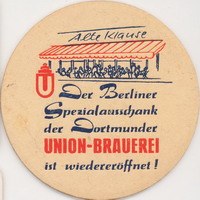 Alte Klause
U
Der Berliner
Spezialausschank
der Dortmunder
UNION-BRAUEREI
ist wiedereröffnet!